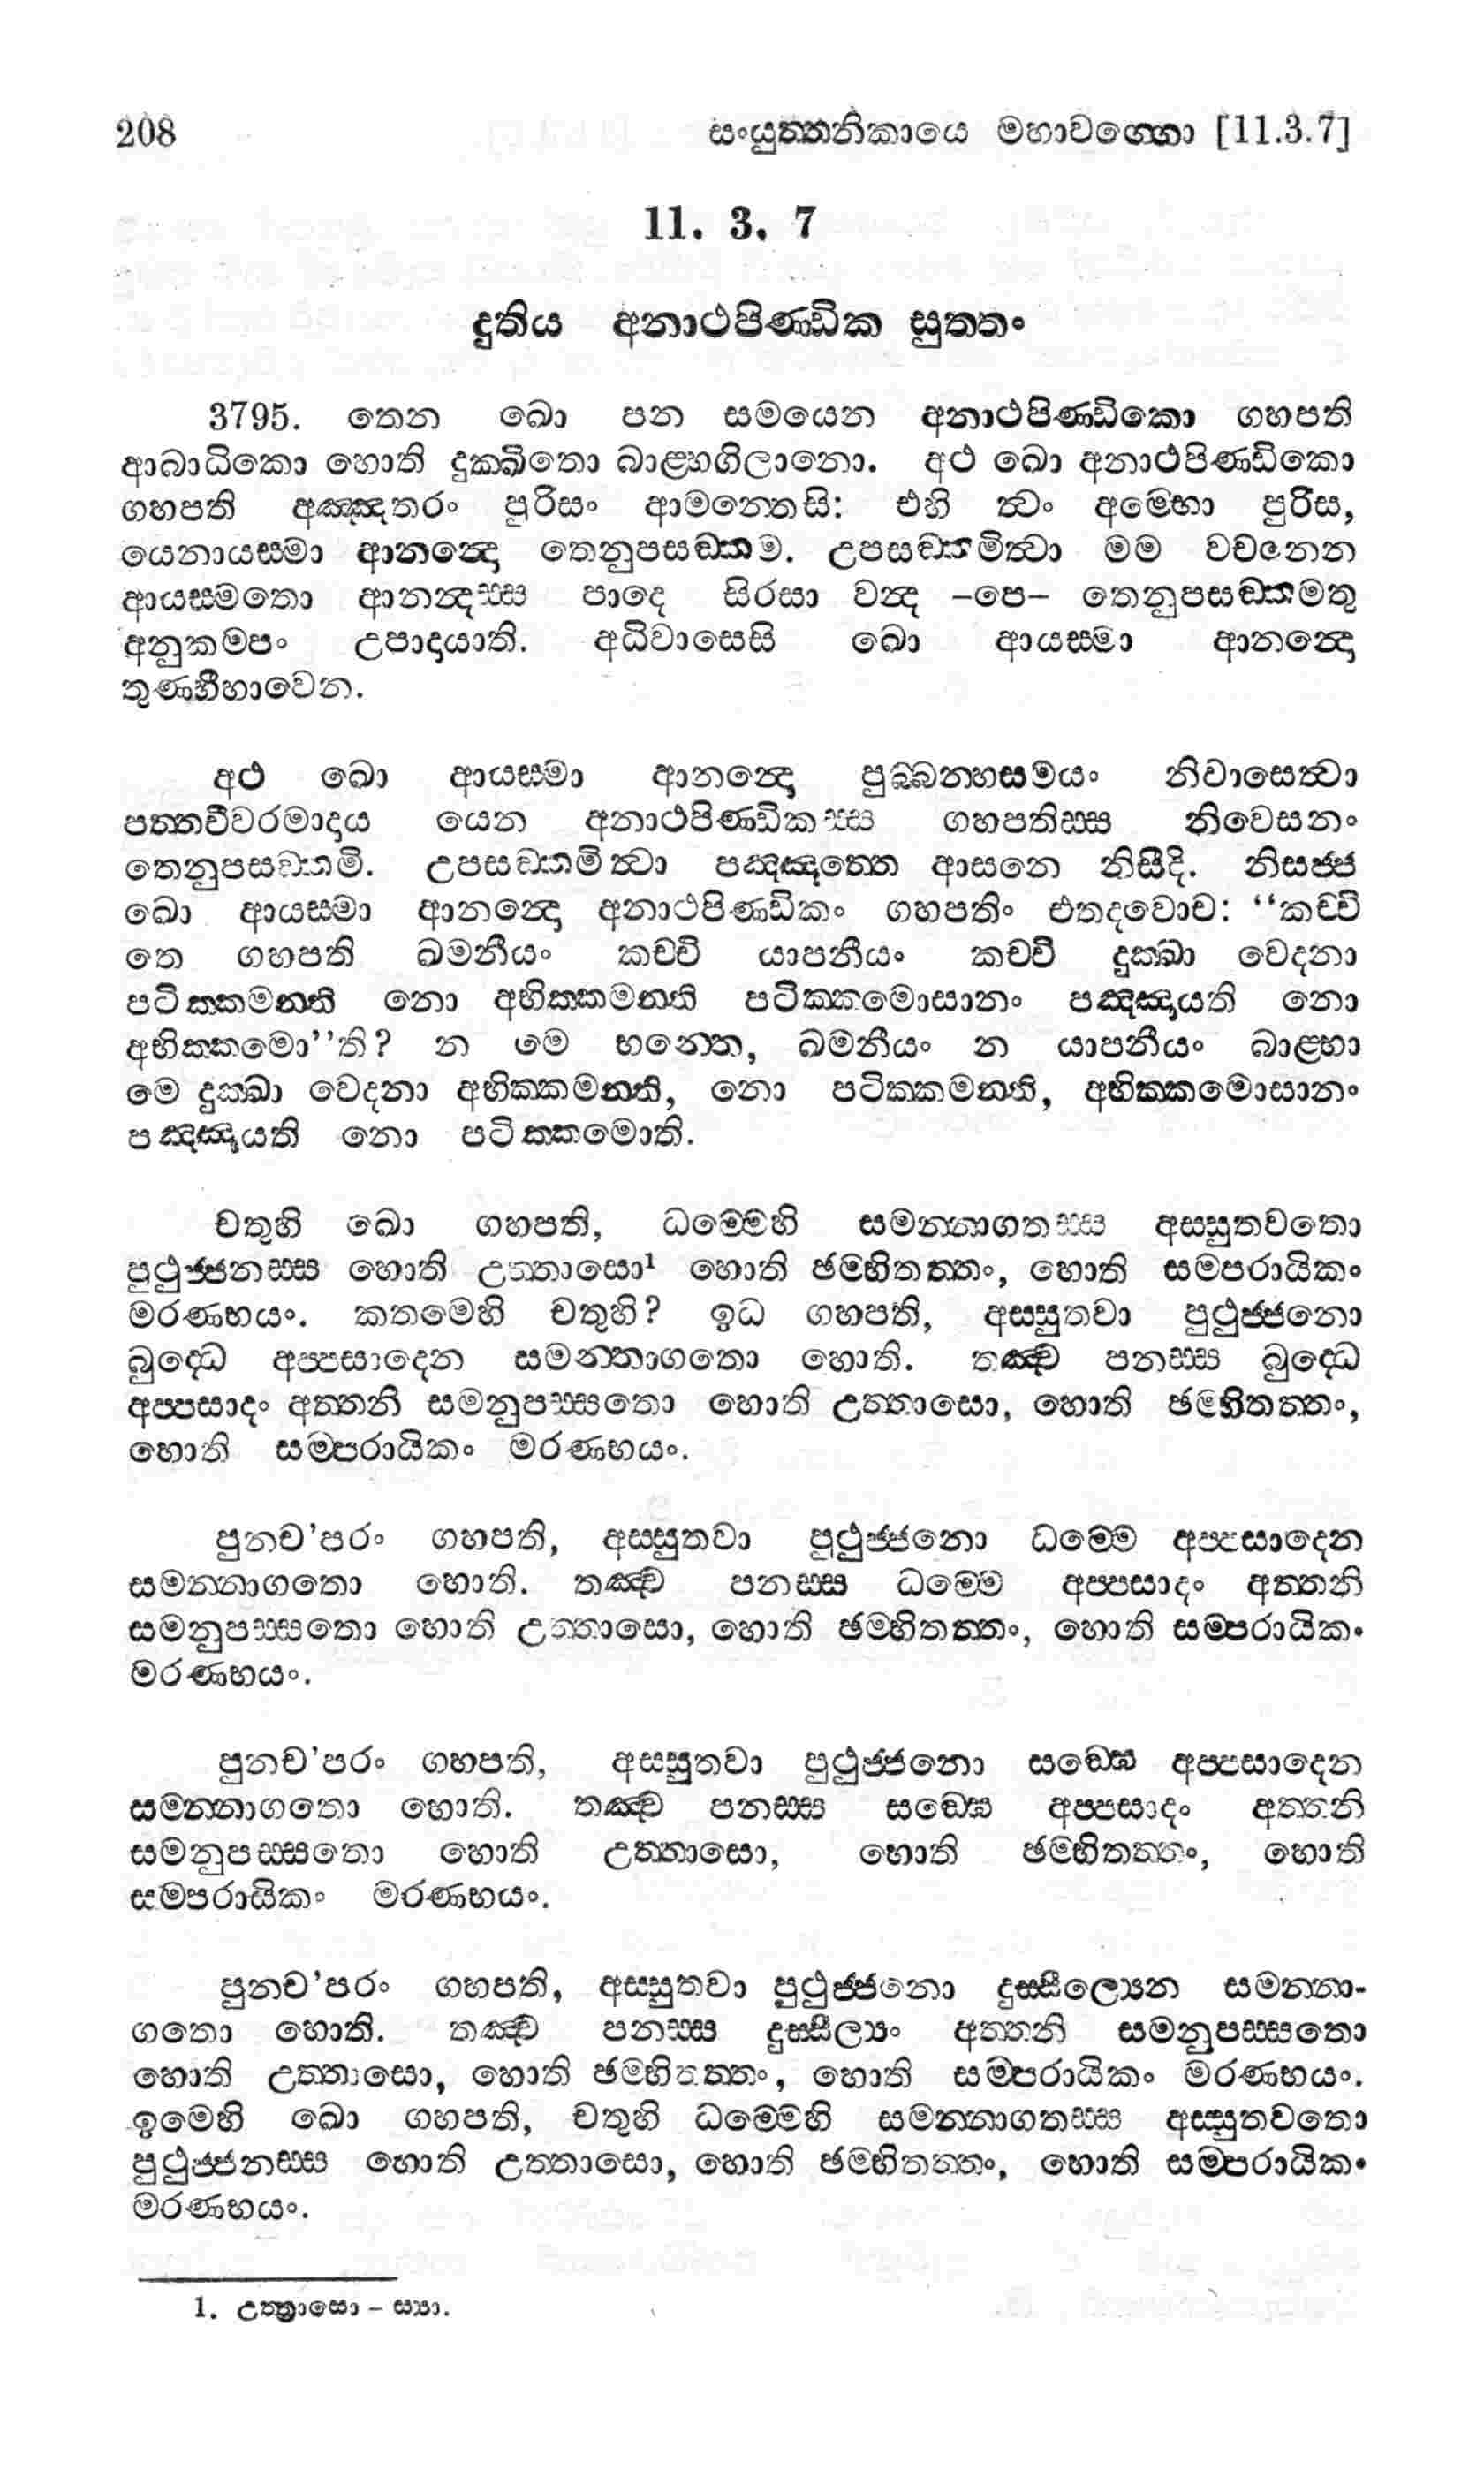 208 සංයුත්තනිකායෙ මහාවග්ගො [11.3.7]
11. 3. 7
දුතිය අනාථපිණ්ඩික සුත්තං
3795. තෙන ඛො පන සමයෙන අනාථපිණ්ඩිකො ගහපති
ආබාධිකො හොති දුක්ඛිතො බාළ්හගිලානො. අථ ඛො අනාථපිණ්ඩිකො
ගහපති අඤ්ඤතරං පුරිසං ආමන්තෙසි: එහි ත්වං අම්භො පුරිස,
යෙනායස්මා ආනන්දො තෙනුපසඞ්කම. උපසඞ්කමිත්වා මම වචනෙන
ආයස්මතො ආනන්දස්ස පාදෙ සිරසා වන්ද –පෙ– තෙනුපසඞ්කමතු
අනුකම්පං උපාදායාති. අධිවාසෙසි ඛො ආයස්මා ආනන්දො
තුණ්හීභාවෙන.
අථ ඛො ආයස්මා ආනන්දො පුබ්බන්හසමයං නිවාසෙත්වා
පත්තචීවරමාදාය යෙන අනාථපිණ්ඩිකස්ස ගහපතිස්ස නිවෙසනං
තෙනුපසඞ්කමි. උපසඞ්කමිත්වා පඤ්ඤත්තෙ ආසනෙ නිසීදි. නිසජ්ජ
ඛො ආයස්මා ආනන්දො අනාථපිණ්ඩිකං ගහපතිං එතදවොච: “කච්චි
තෙ ගහපති ඛමනීයං කච්චි යාපනීයං කච්චි දුක්ඛා වෙදනා
පටික්කමන්ති නො අභික්කමන්ති පටික්කමොසානං පඤ්ඤායති නො
අභික්කමො”ති? න මෙ භන්තෙ, ඛමනීයං න යාපනීයං බාළ්හා
මෙ දුක්ඛා වෙදනා අභික්කමන්ති, නො පටික්කමන්ති, අභික්කමොසානං
පඤ්ඤායති නො පටික්කමොති.
චතුහි ඛො ගහපති, ධම්මෙහි සමන්නාගතස්ස අස්සුතවතො
පුථුජ්ජනස්ස හොති උත්තාසො1 හොති ඡම්භිතත්තං, හොති සම්පරායිකං
මරණභයං. කතමෙහි චතුහි? ඉධ ගහපති, අස්සුතවා පුථුජ්ජනො
බුද්ධෙ අප්පසාදෙන සමන්නාගතො හොති. තඤ්ච පනස්ස බුද්ධෙ
අප්පසාදං අත්තනි සමනුපස්සතො හොති උත්තාසො, හොති ඡම්භිතත්තං,
හොති සම්පරායිකං මරණභයං.
පුනච’පරං ගහපති, අස්සුතවා පුථුජ්ජනො ධම්මෙ අප්පසාදෙන
සමන්නාගතො හොති. තඤ්ච පනස්ස ධම්මෙ අප්පසාදං අත්තනි
සමනුපස්සතො හොති උත්තාසො, හොති ඡම්භිතත්තං, හොති සම්පරායිකං
මරණභයං.
පුනච’පරං ගහපති, අස්සුතවා පුථුජ්ජනො සඞ්ඝෙ අප්පසාදෙන
සමන්නාගතො හොති. තඤ්ච පනස්ස සඞ්ඝෙ අප්පසාදං අත්තනි
සමනුපස්සතො හොති උත්තාසො, හොති ඡම්භිතත්තං, හොති
සම්පරායිකං මරණභයං.
පුනච’පරං ගහපති, අස්සුතවා පුථුජ්ජනො දුස්සීල්යෙන සමන්නා-
ගතො හොති. තඤ්ච පනස්ස දුස්සීල්යං අත්තනි සමනුපස්සතො
හොති උත්තාසො, හොති ඡම්භිතත්තං, හොති සම්පරායිකං මරණභයං.
ඉමෙහි ඛො ගහපති, චතුහි ධම්මෙහි සමන්නාගතස්ස අස්සුතවතො
පුථුජ්ජනස්ස හොති උත්තාසො, හොති ඡම්භිතත්තං, හොති සම්පරායිකං
මරණභයං.
1. උත්ත්‍රාසො – ස්‍යා.